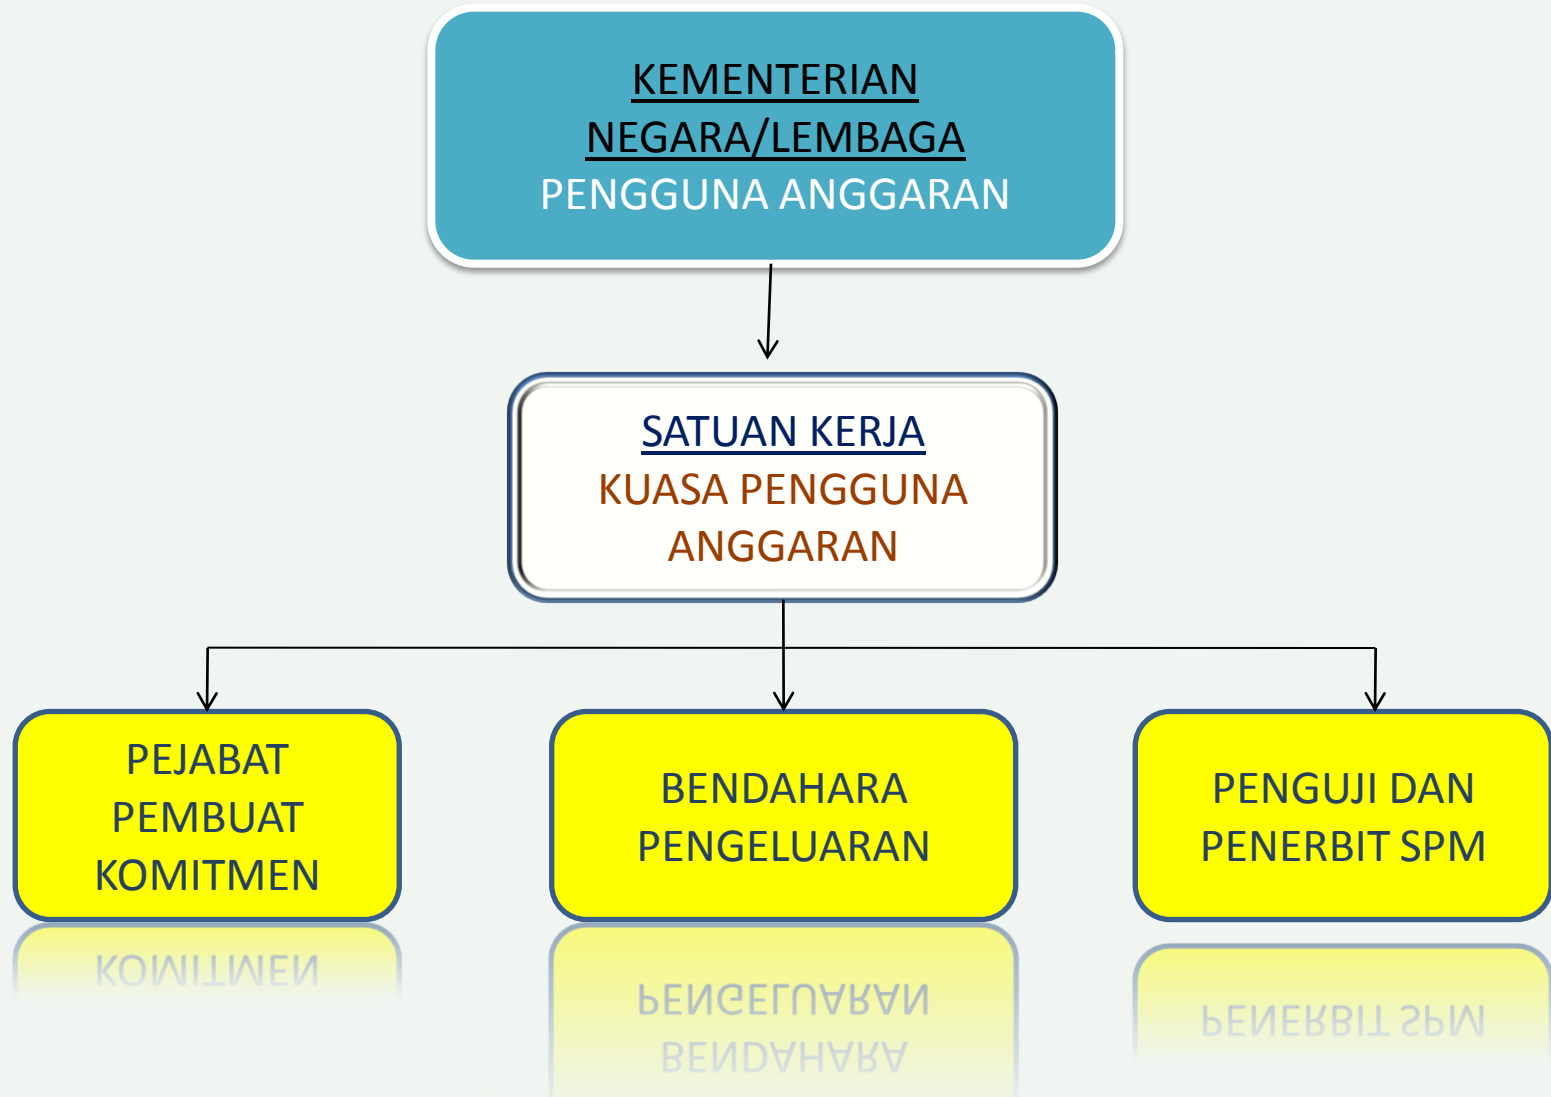 KEMENTERIAN
NEGARA/LEMBAGA
PENGGUNA ANGGARAN
SATUAN KERJA
KUASA PENGGUNA
ANGGARAN
PEJABAT
PEMBUAT
KOMITMEN
BENDAHARA
PENGELUARAN
PENGUJI DAN
PENERBIT SPM